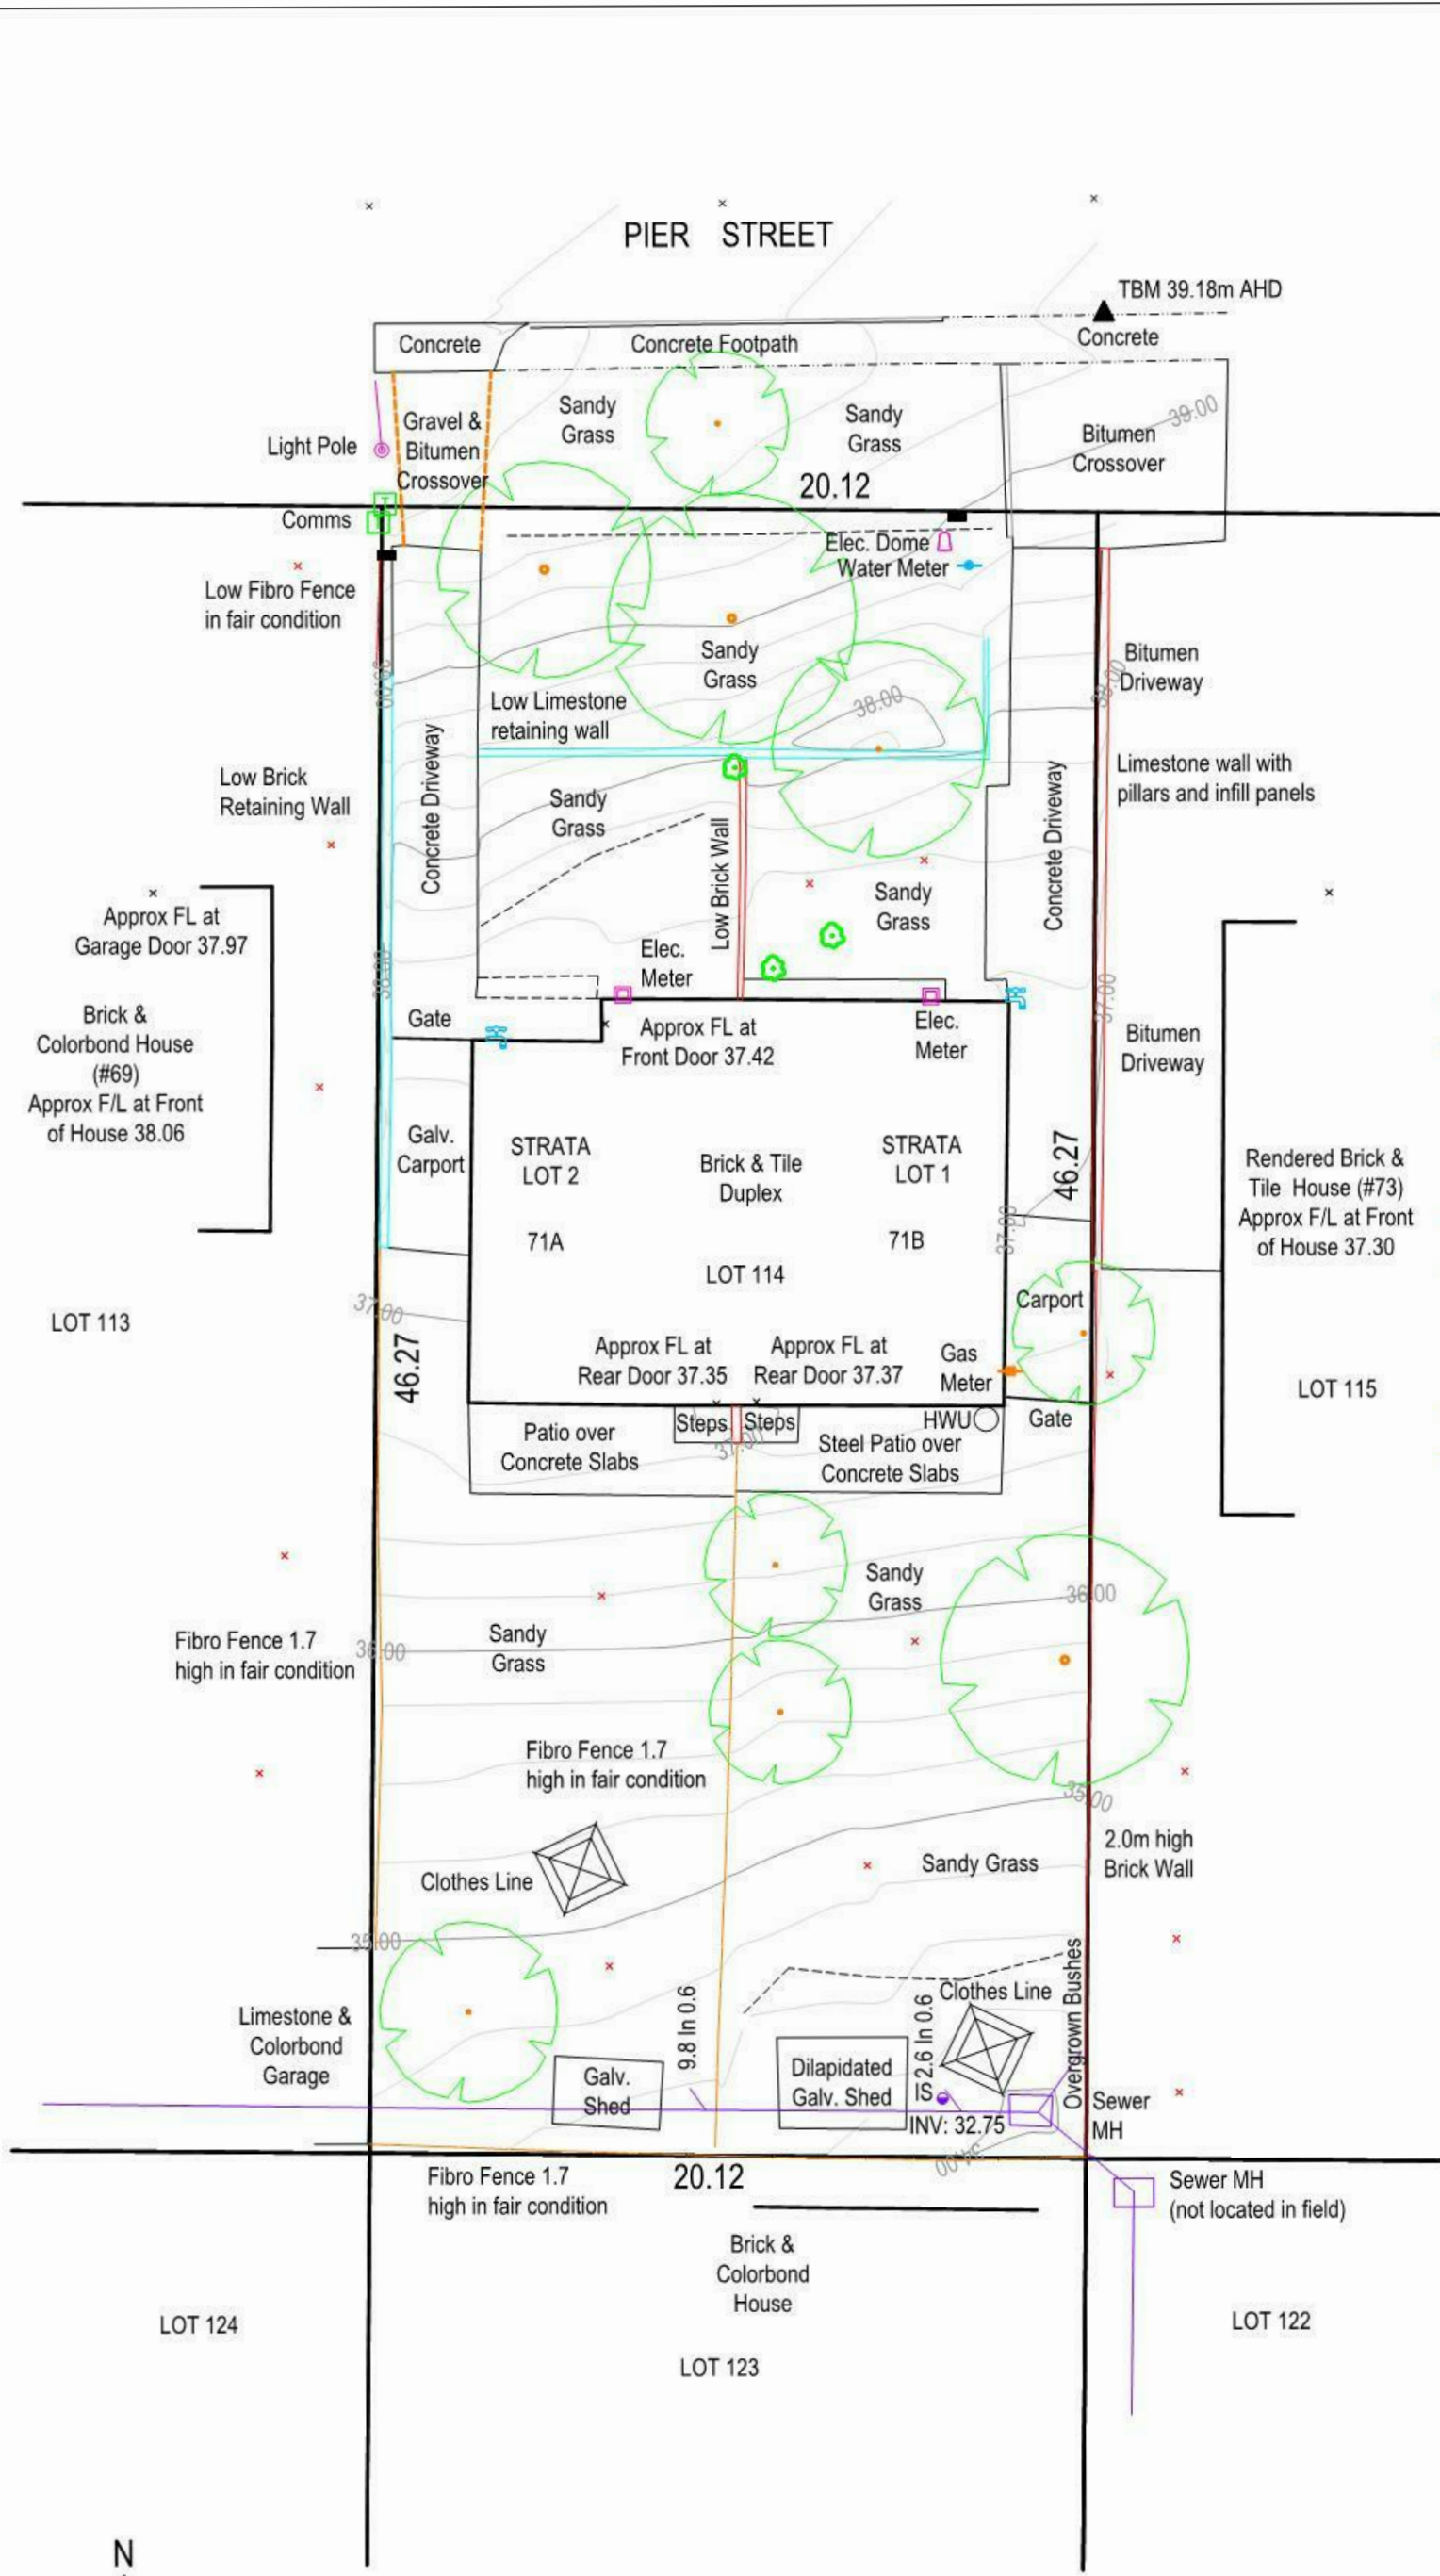 PIER STREET
TBM 39.18m AHD
Concrete
Concrete Footpath
Concrete
Sandy
Grass
Sandy
Grass
39.00
Gravel &
Bitumen
Crossover
Light Pole
Bitumen
Crossover
20.12
Comms
Elec. Dome
Water Meter
Low Fibro Fence
in fair condition
Sandy
Grass
Bitumen
Driveway
38.00
38.00
Low Limestone
retaining wall
Concrete Driveway
Low Brick
Retaining Wall
Sandy
Grass
Limestone wall with
pillars and infill panels
Concrete Driveway
Low Brick Wall
Sandy
Grass
Approx FL at
Garage Door 37.97
38.00
37.00
Elec.
Meter
Gate
Approx FL at
Front Door 37.42
Elec.
Meter
Bitumen
Driveway
Brick &
Colorbond House
(#69)
Approx F/L at Front
of House 38.06
Galv.
Carport
STRATA
LOT 2
Brick & Tile
Duplex
STRATA
LOT 1
46.27
Rendered Brick &
Tile House (#73)
Approx F/L at Front
of House 37.30
71A
71B
37.00
LOT 114
LOT 113
37.00
Carport
46.27
Approx FL at
Rear Door 37.35
Approx FL at
Rear Door 37.37
Gas
Meter
LOT 115
Steps
Steps
HWU
Gate
Patio over
Concrete Slabs
37.00
Steel Patio over
Concrete Slabs
Sandy
Grass
36.00
Fibro Fence 1.7
high in fair condition
36.00
Sandy
Grass
Fibro Fence 1.7
high in fair condition
35.00
2.0m high
Brick Wall
Clothes Line
Sandy Grass
35.00
Overgrown Bushes
Clothes Line
Limestone &
Colorbond
Garage
9.8 In 0.6
2.6 In 0.6
Galv.
Shed
Dilapidated
Galv. Shed
IS
INV: 32.75
Sewer
MH
34.00
Fibro Fence 1.7
high in fair condition
20.12
Sewer MH
(not located in field)
Brick &
Colorbond
House
LOT 124
LOT 122
LOT 123
N